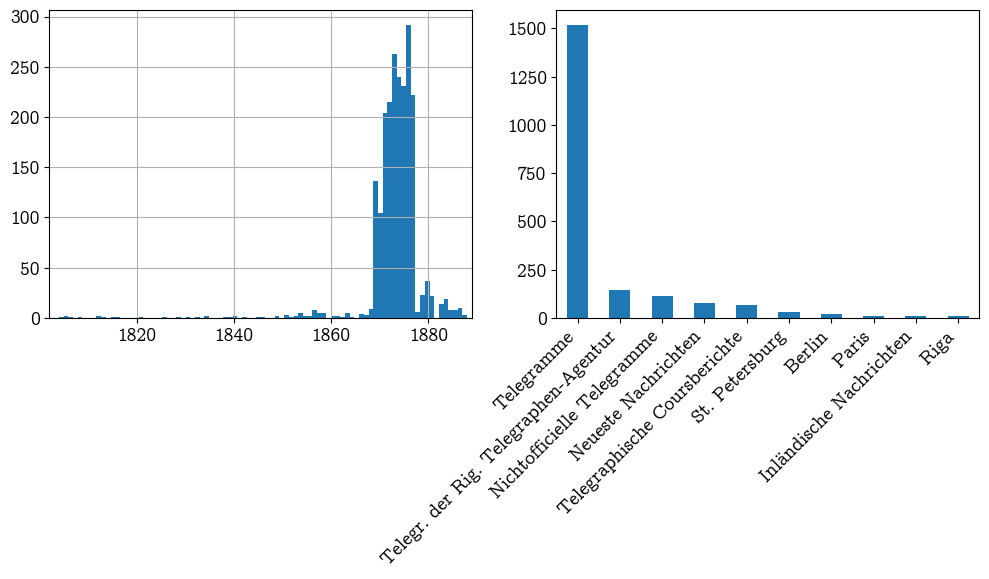 300
250
200
150
100
50
0
1820
1840
1860
1880
1500
1250
1000
750
500
250
0
Telegramme
Telegr. der Rig. Telegraphen-Agentur
Nichtofficielle Telegramme
Neueste Nachrichten
Telegraphische Coursberichte
St. Petersburg
Berlin
Paris
Inländische Nachrichten
Riga